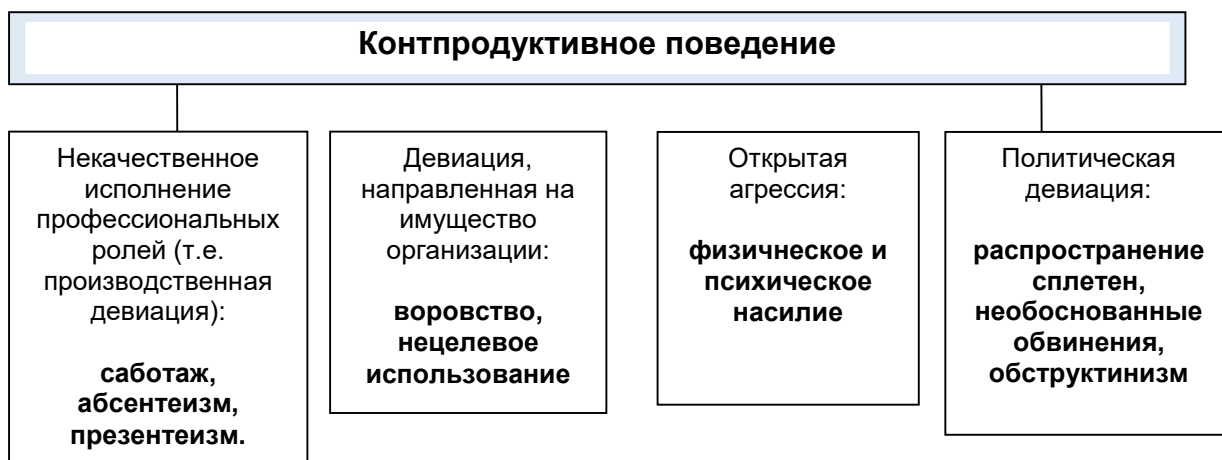 Контпродуктивное поведение
Некачественное
исполнение
профессиональных
ролей (т.е.
производственная
девиация):
саботаж,
абсентеизм,
презентеизм.
Девиация,
направленная на
имущество
организации:
воровство,
нецелевое
использование
Открытая
агрессия:
физичнеское и
психическое
насилие
Политическая
девиация:
распространение
сплетен,
необоснованные
обвинения,
обструктинизм